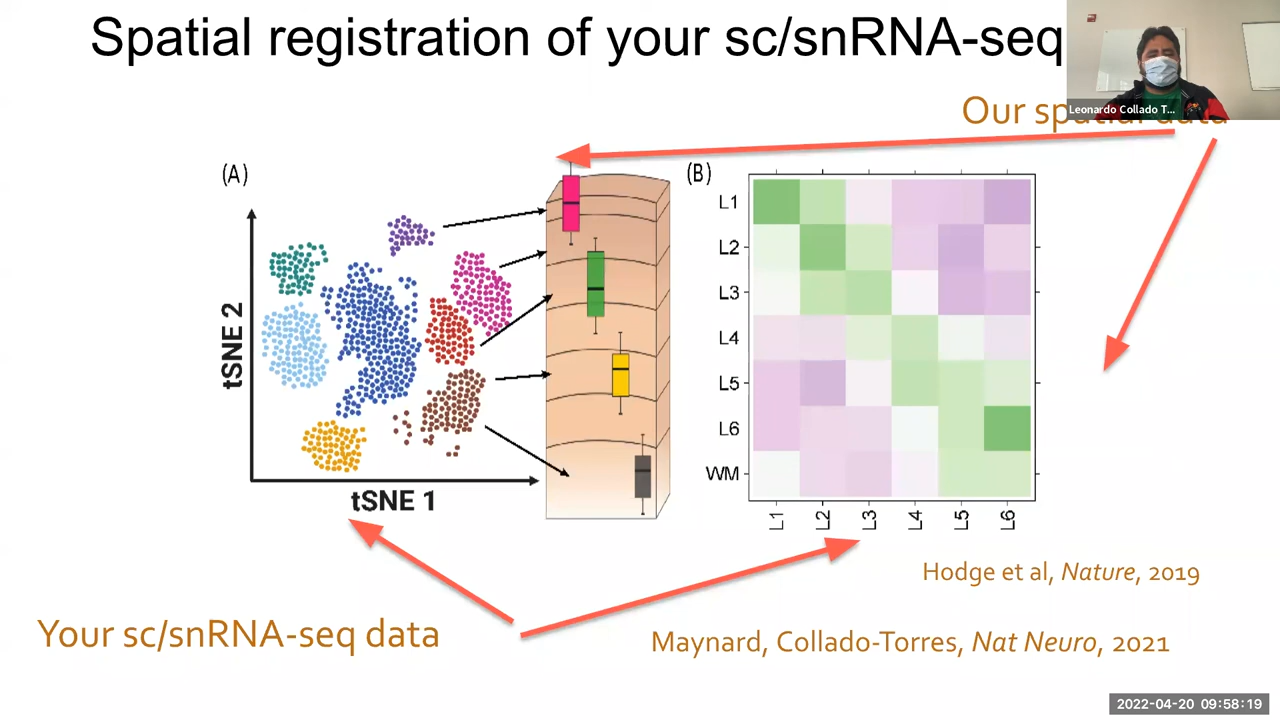 Spatial registration of your sc/snRNA-seq
Leonardo Collado T...
Our spatial data
(A)
(B)
tSNE 2
tSNE 1
L1
L2
L3
L4
L5
L6
WM
L1
L2
L3
L4
L5
L6
Hodge et al, Nature, 2019
Your sc/snRNA-seq data
Maynard, Collado-Torres, Nat Neuro, 2021
2022-04-20 09:58:19